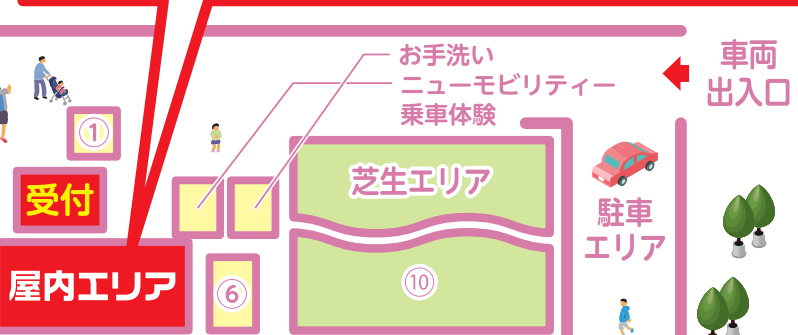 お手洗い
ニューモビリティー
乗車体験
車両
出入口
①
受付
芝生エリア
駐車
エリア
屋内エリア
⑥
⑩